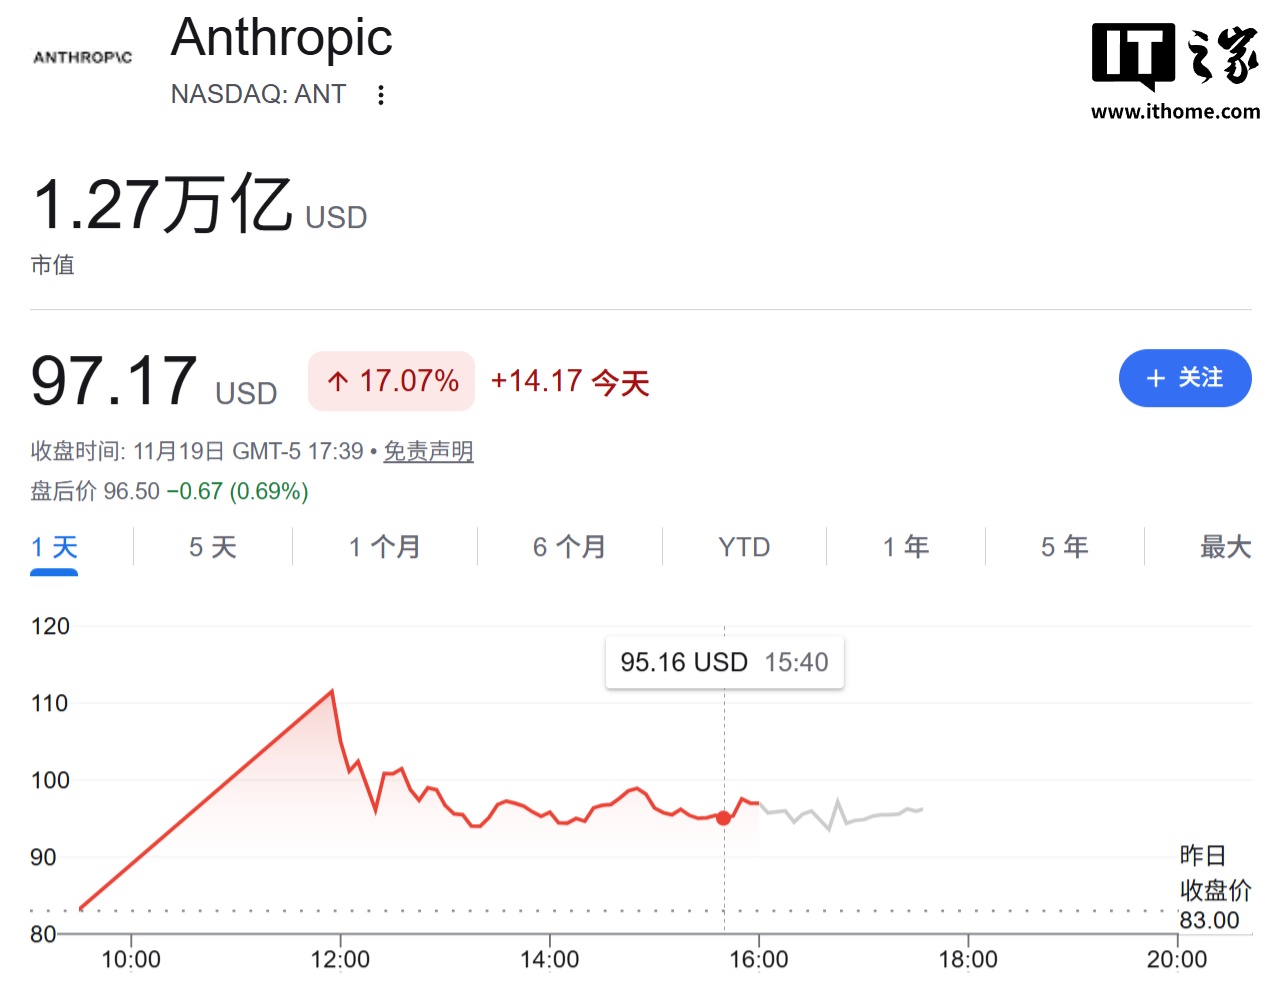 ANTHROP\C
Anthropic
NASDAQ: ANT
IT之家
www.ithome.com
1.27万亿 USD
市值
97.17 USD ↑ 17.07% +14.17 今天
+ 关注
收盘时间: 11月19日 GMT-5 17:39 • 免责声明
盘后价 96.50 −0.67 (0.69%)
1 天 5 天 1 个月 6 个月 YTD 1 年 5 年 最大
120
95.16 USD 15:40
110
100
90
昨日
收盘价
83.00
80
10:00 12:00 14:00 16:00 18:00 20:00